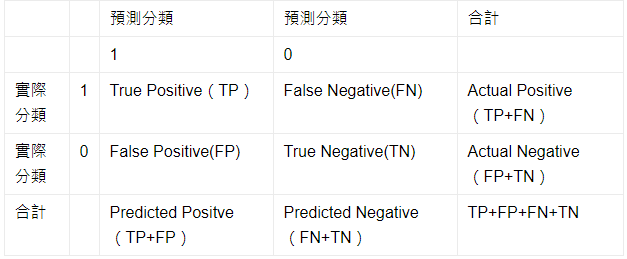 預測分類 預測分類 合計
1 0
實際分類 1 True Positive（TP） False Negative(FN) Actual Positive（TP+FN）
實際分類 0 False Positive(FP) True Negative(TN) Actual Negative（FP+TN）
合計 Predicted Positve（TP+FP） Predicted Negative（FN+TN） TP+FP+FN+TN